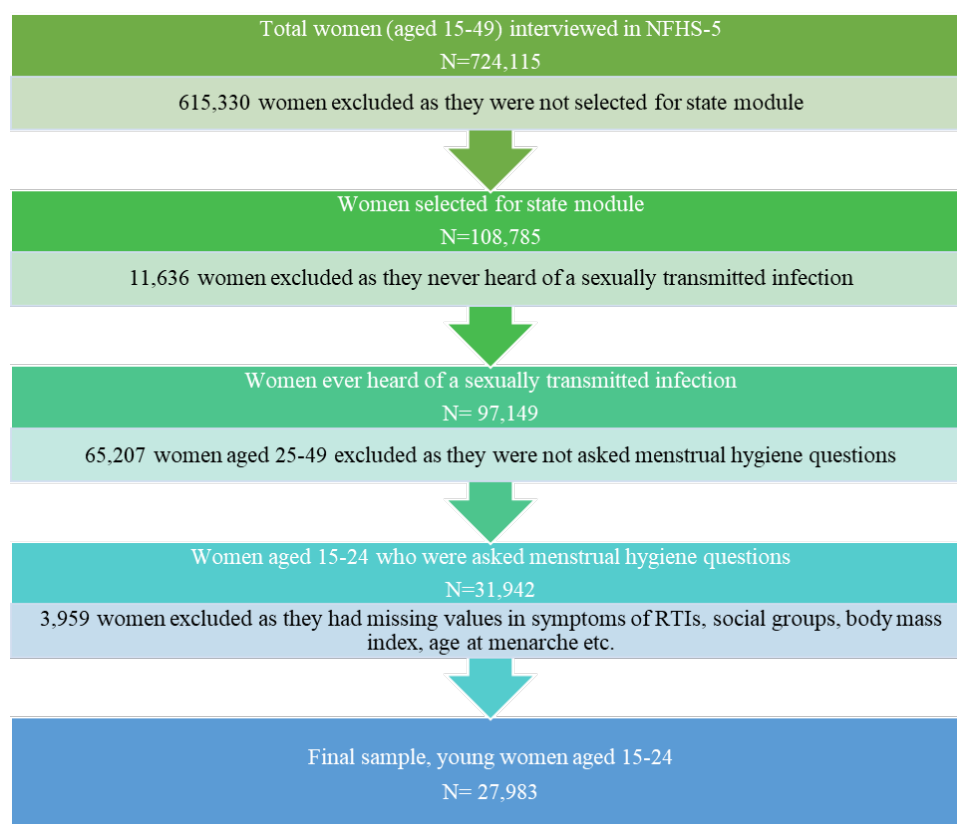 Total women (aged 15-49) interviewed in NFHS-5
N=724,115
615,330 women excluded as they were not selected for state module
Women selected for state module
N=108,785
11,636 women excluded as they never heard of a sexually transmitted infection
Women ever heard of a sexually transmitted infection
N= 97,149
65,207 women aged 25-49 excluded as they were not asked menstrual hygiene questions
Women aged 15-24 who were asked menstrual hygiene questions
N=31,942
3,959 women excluded as they had missing values in symptoms of RTIs, social groups, body mass
index, age at menarche etc.
Final sample, young women aged 15-24
N= 27,983